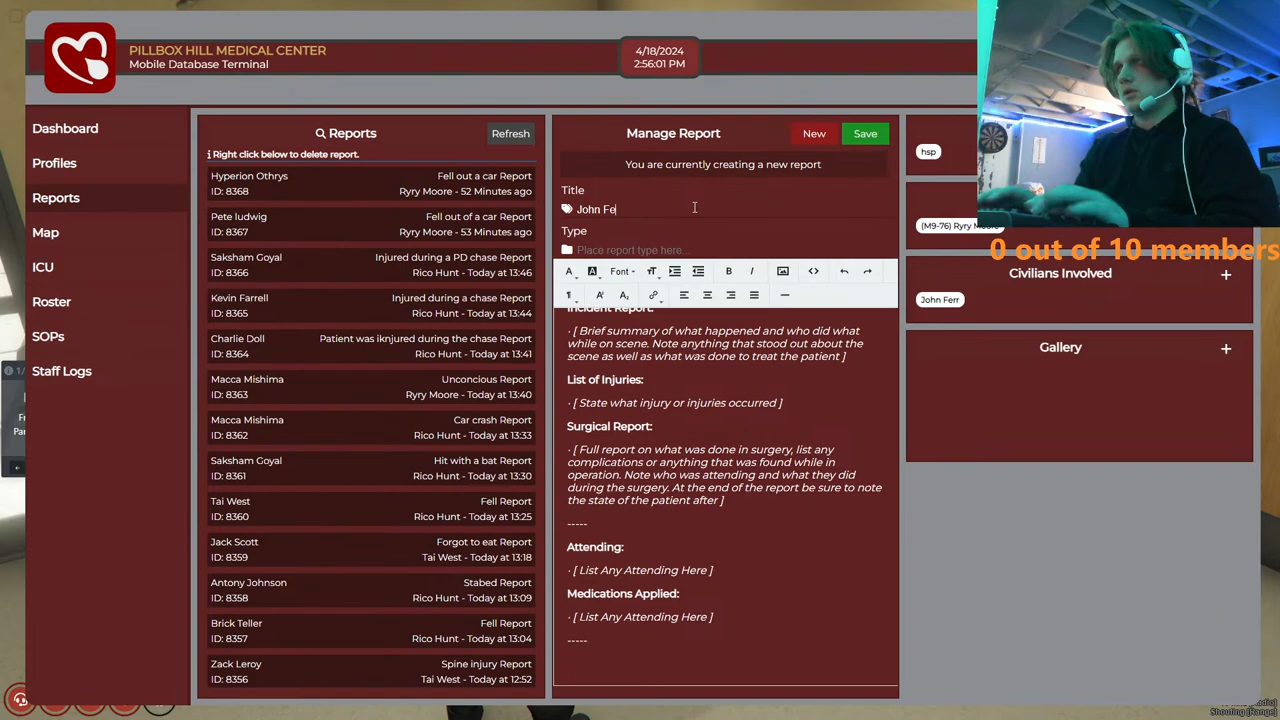 PILLBOX HILL MEDICAL CENTER
Mobile Database Terminal
4/18/2024
2:56:01 PM
Dashboard
Profiles
Reports
Map
ICU
Roster
SOPs
Staff Logs
Reports
Refresh
Right click below to delete report.
Hyperion Othrys Fell out a car Report
ID: 8368 Ryry Moore - 52 Minutes ago
Pete ludwig Fell out of a car Report
ID: 8367 Ryry Moore - 53 Minutes ago
Saksham Goyal Injured during a PD chase Report
ID: 8366 Rico Hunt - Today at 13:46
Kevin Farrell Injured during a chase Report
ID: 8365 Rico Hunt - Today at 13:44
Charlie Doll Patient was iknjured during the chase Report
ID: 8364 Rico Hunt - Today at 13:41
Macca Mishima Unconcious Report
ID: 8363 Ryry Moore - Today at 13:40
Macca Mishima Car crash Report
ID: 8362 Rico Hunt - Today at 13:33
Saksham Goyal Hit with a bat Report
ID: 8361 Rico Hunt - Today at 13:30
Tai West Fell Report
ID: 8360 Rico Hunt - Today at 13:25
Jack Scott Forgot to eat Report
ID: 8359 Tai West - Today at 13:18
Antony Johnson Stabed Report
ID: 8358 Rico Hunt - Today at 13:09
Brick Teller Fell Report
ID: 8357 Rico Hunt - Today at 13:04
Zack Leroy Spine injury Report
ID: 8356 Tai West - Today at 12:52
Manage Report
New
Save
You are currently creating a new report
Title
John Fe
Type
Place report type here...
Font
Incident Report:
· [ Brief summary of what happened and who did what
while on scene. Note anything that stood out about the
scene as well as what was done to treat the patient ]
List of Injuries:
· [ State what injury or injuries occurred ]
Surgical Report:
· [ Full report on what was done in surgery, list any
complications or anything that was found while in
operation. Note who was attending and what they did
during the surgery. At the end of the report be sure to note
the state of the patient after ]
-----
Attending:
· [ List Any Attending Here ]
Medications Applied:
· [ List Any Attending Here ]
-----
hsp
(M9-76) Ryry
0 out of 10 members
Civilians Involved
John Ferr
Gallery
Shouting [Range]